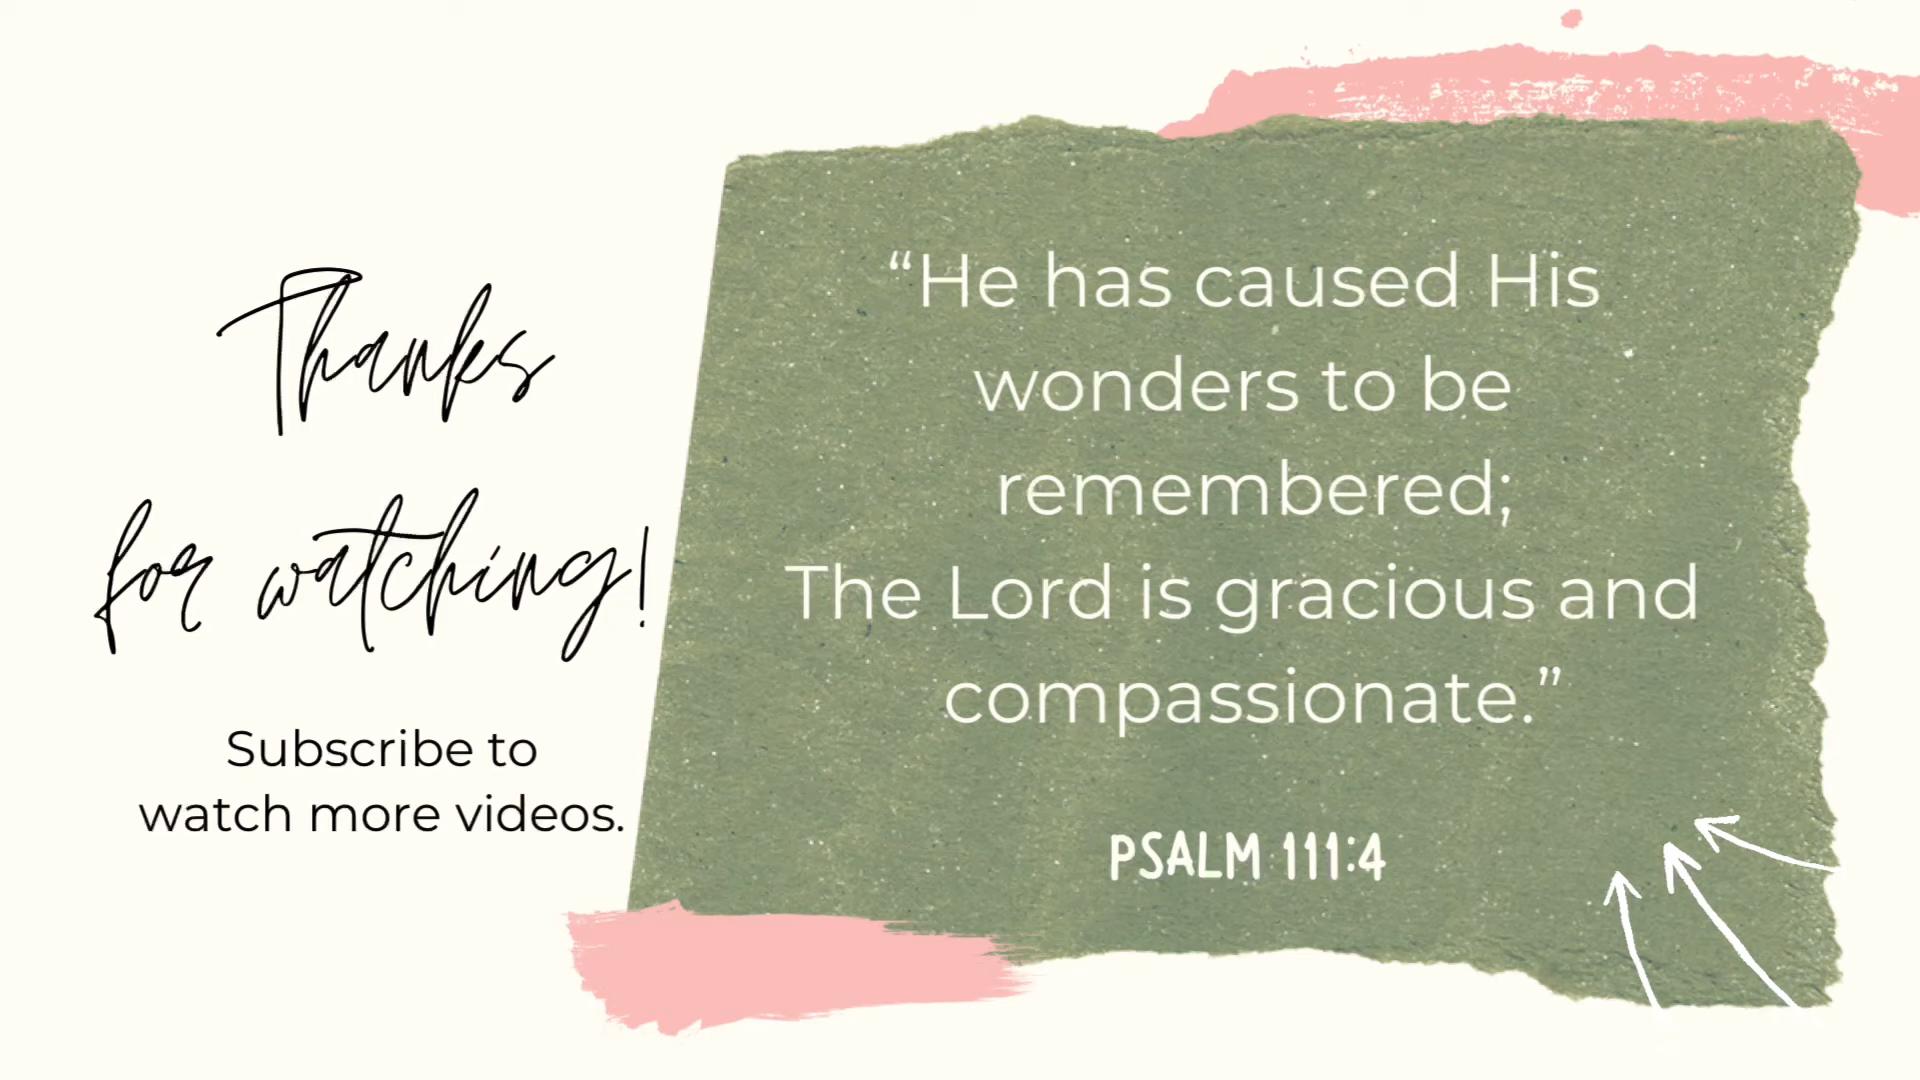 Thanks
for watching!
Subscribe to
watch more videos.
“He has caused His
wonders to be
remembered;
The Lord is gracious and
compassionate.”
PSALM 111:4